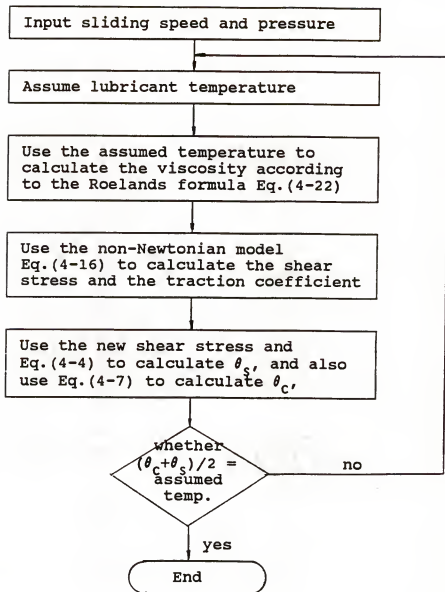 Input sliding speed and pressure
Assume lubricant temperature
Use the assumed temperature to
calculate the viscosity according
to the Roelands formula Eq.(4-22)
Use the non-Newtonian model
Eq.(4-16) to calculate the shear
stress and the traction coefficient
Use the new shear stress and
Eq.(4-4) to calculate θs, and also
use Eq.(4-7) to calculate θc,
whether
(θc+θs)/2 =
assumed
temp.
no
yes
End